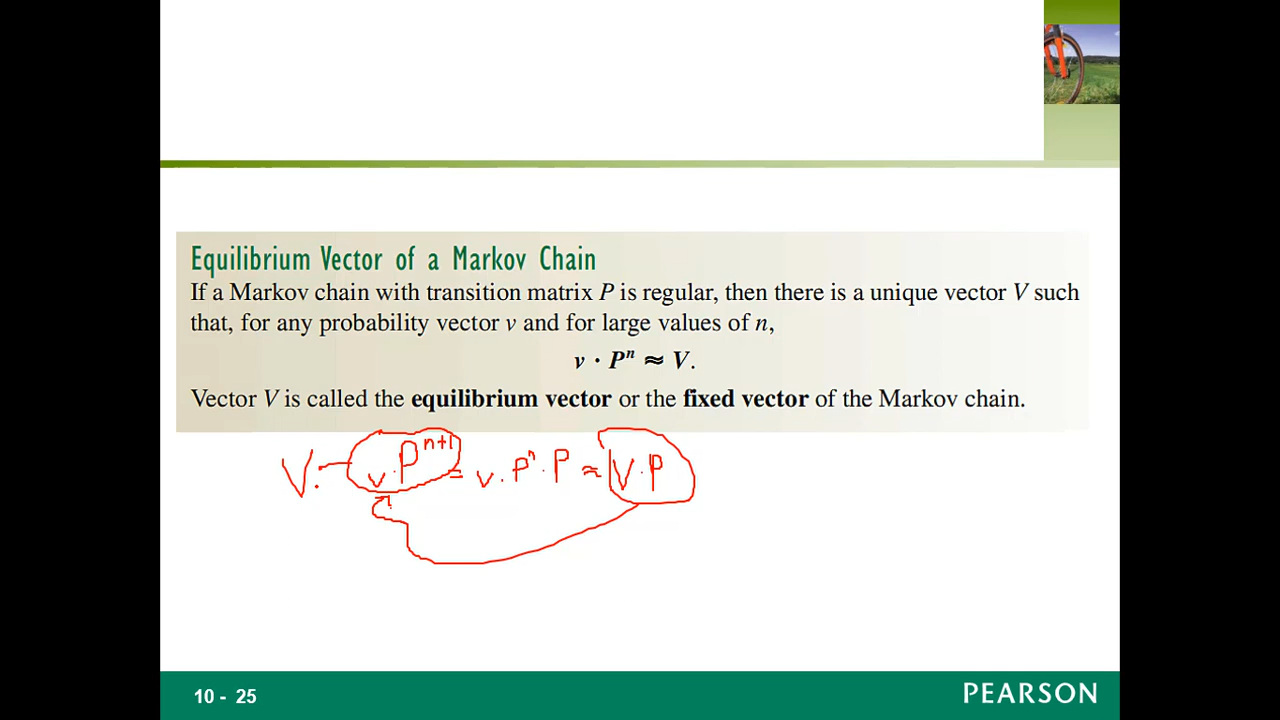 Equilibrium Vector of a Markov Chain
If a Markov chain with transition matrix P is regular, then there is a unique vector V such
that, for any probability vector v and for large values of n,
v · Pⁿ ≈ V.
Vector V is called the equilibrium vector or the fixed vector of the Markov chain.
V · v · Pⁿ⁺¹ = v · Pⁿ · P ≈ V · P
10 - 25
PEARSON